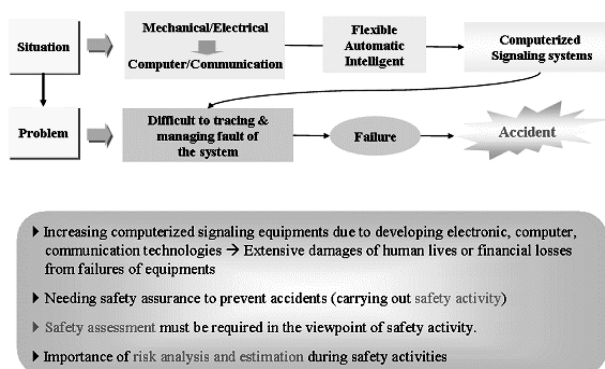 Situation
Mechanical/Electrical
Computer/Communication
Flexible
Automatic
Intelligent
Computerized
Signaling systems
Problem
Difficult to tracing &
managing fault of
the system
Failure
Accident
Increasing computerized signaling equipments due to developing electronic, computer,
communication technologies → Extensive damages of human lives or financial losses
from failures of equipments
Needing safety assurance to prevent accidents (carrying out safety activity)
Safety assessment must be required in the viewpoint of safety activity.
Importance of risk analysis and estimation during safety activities